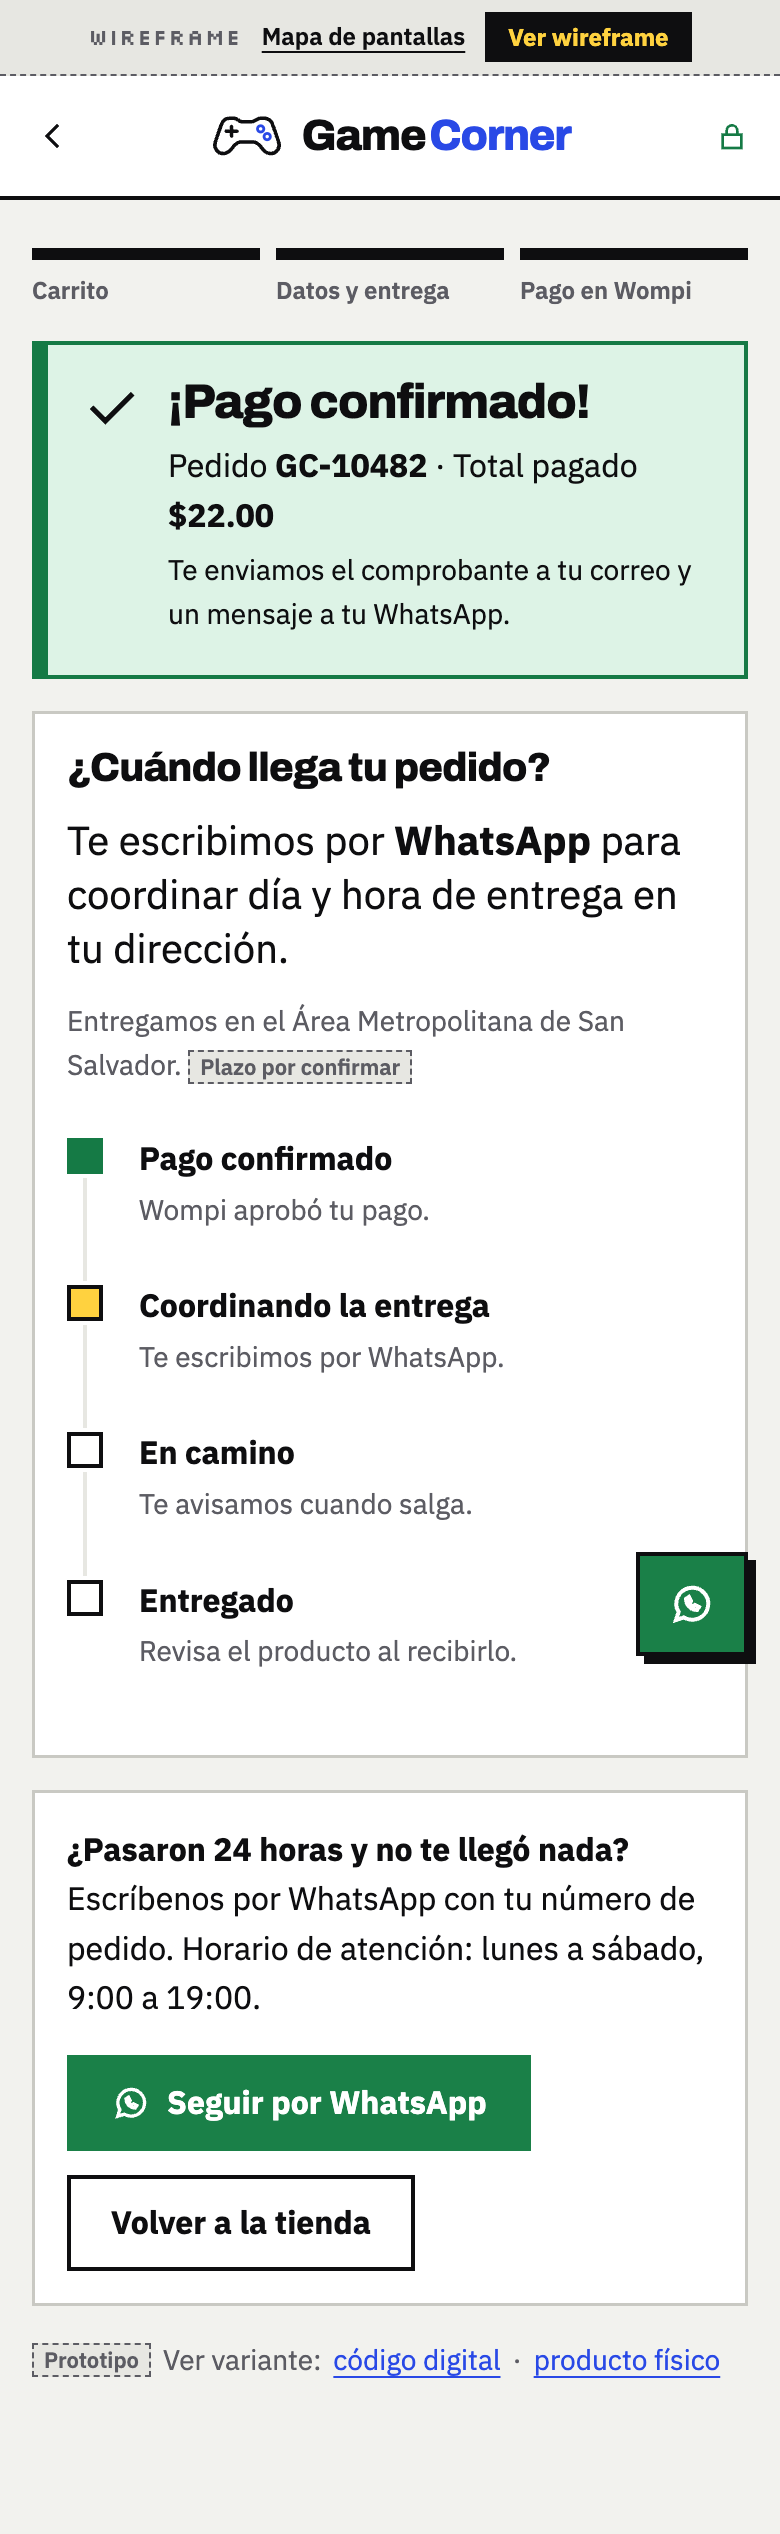 WIREFRAME Mapa de pantallas Ver wireframe
GameCorner
Carrito Datos y entrega Pago en Wompi
¡Pago confirmado!
Pedido GC-10482 · Total pagado
$22.00
Te enviamos el comprobante a tu correo y
un mensaje a tu WhatsApp.
¿Cuándo llega tu pedido?
Te escribimos por WhatsApp para
coordinar día y hora de entrega en
tu dirección.
Entregamos en el Área Metropolitana de San
Salvador. Plazo por confirmar
Pago confirmado
Wompi aprobó tu pago.
Coordinando la entrega
Te escribimos por WhatsApp.
En camino
Te avisamos cuando salga.
Entregado
Revisa el producto al recibirlo.
¿Pasaron 24 horas y no te llegó nada?
Escríbenos por WhatsApp con tu número de
pedido. Horario de atención: lunes a sábado,
9:00 a 19:00.
Seguir por WhatsApp
Volver a la tienda
Prototipo Ver variante: código digital · producto físico